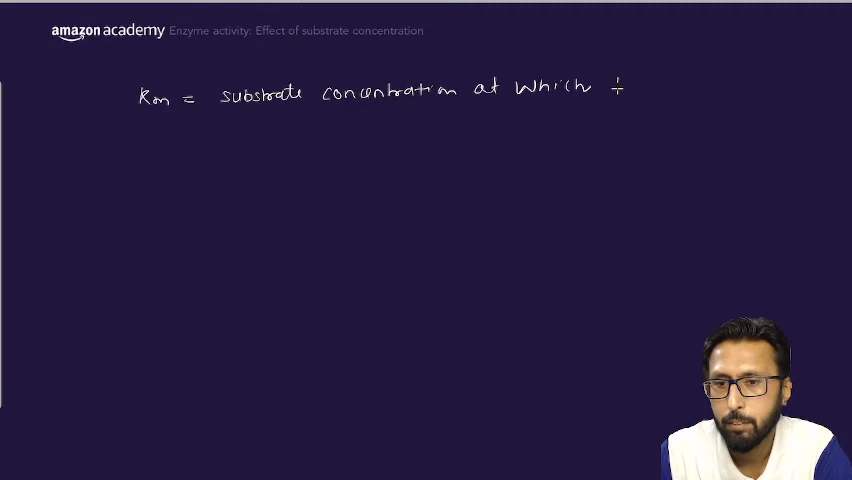 amazon academy Enzyme activity: Effect of substrate concentration
Km = substrate concentration at which